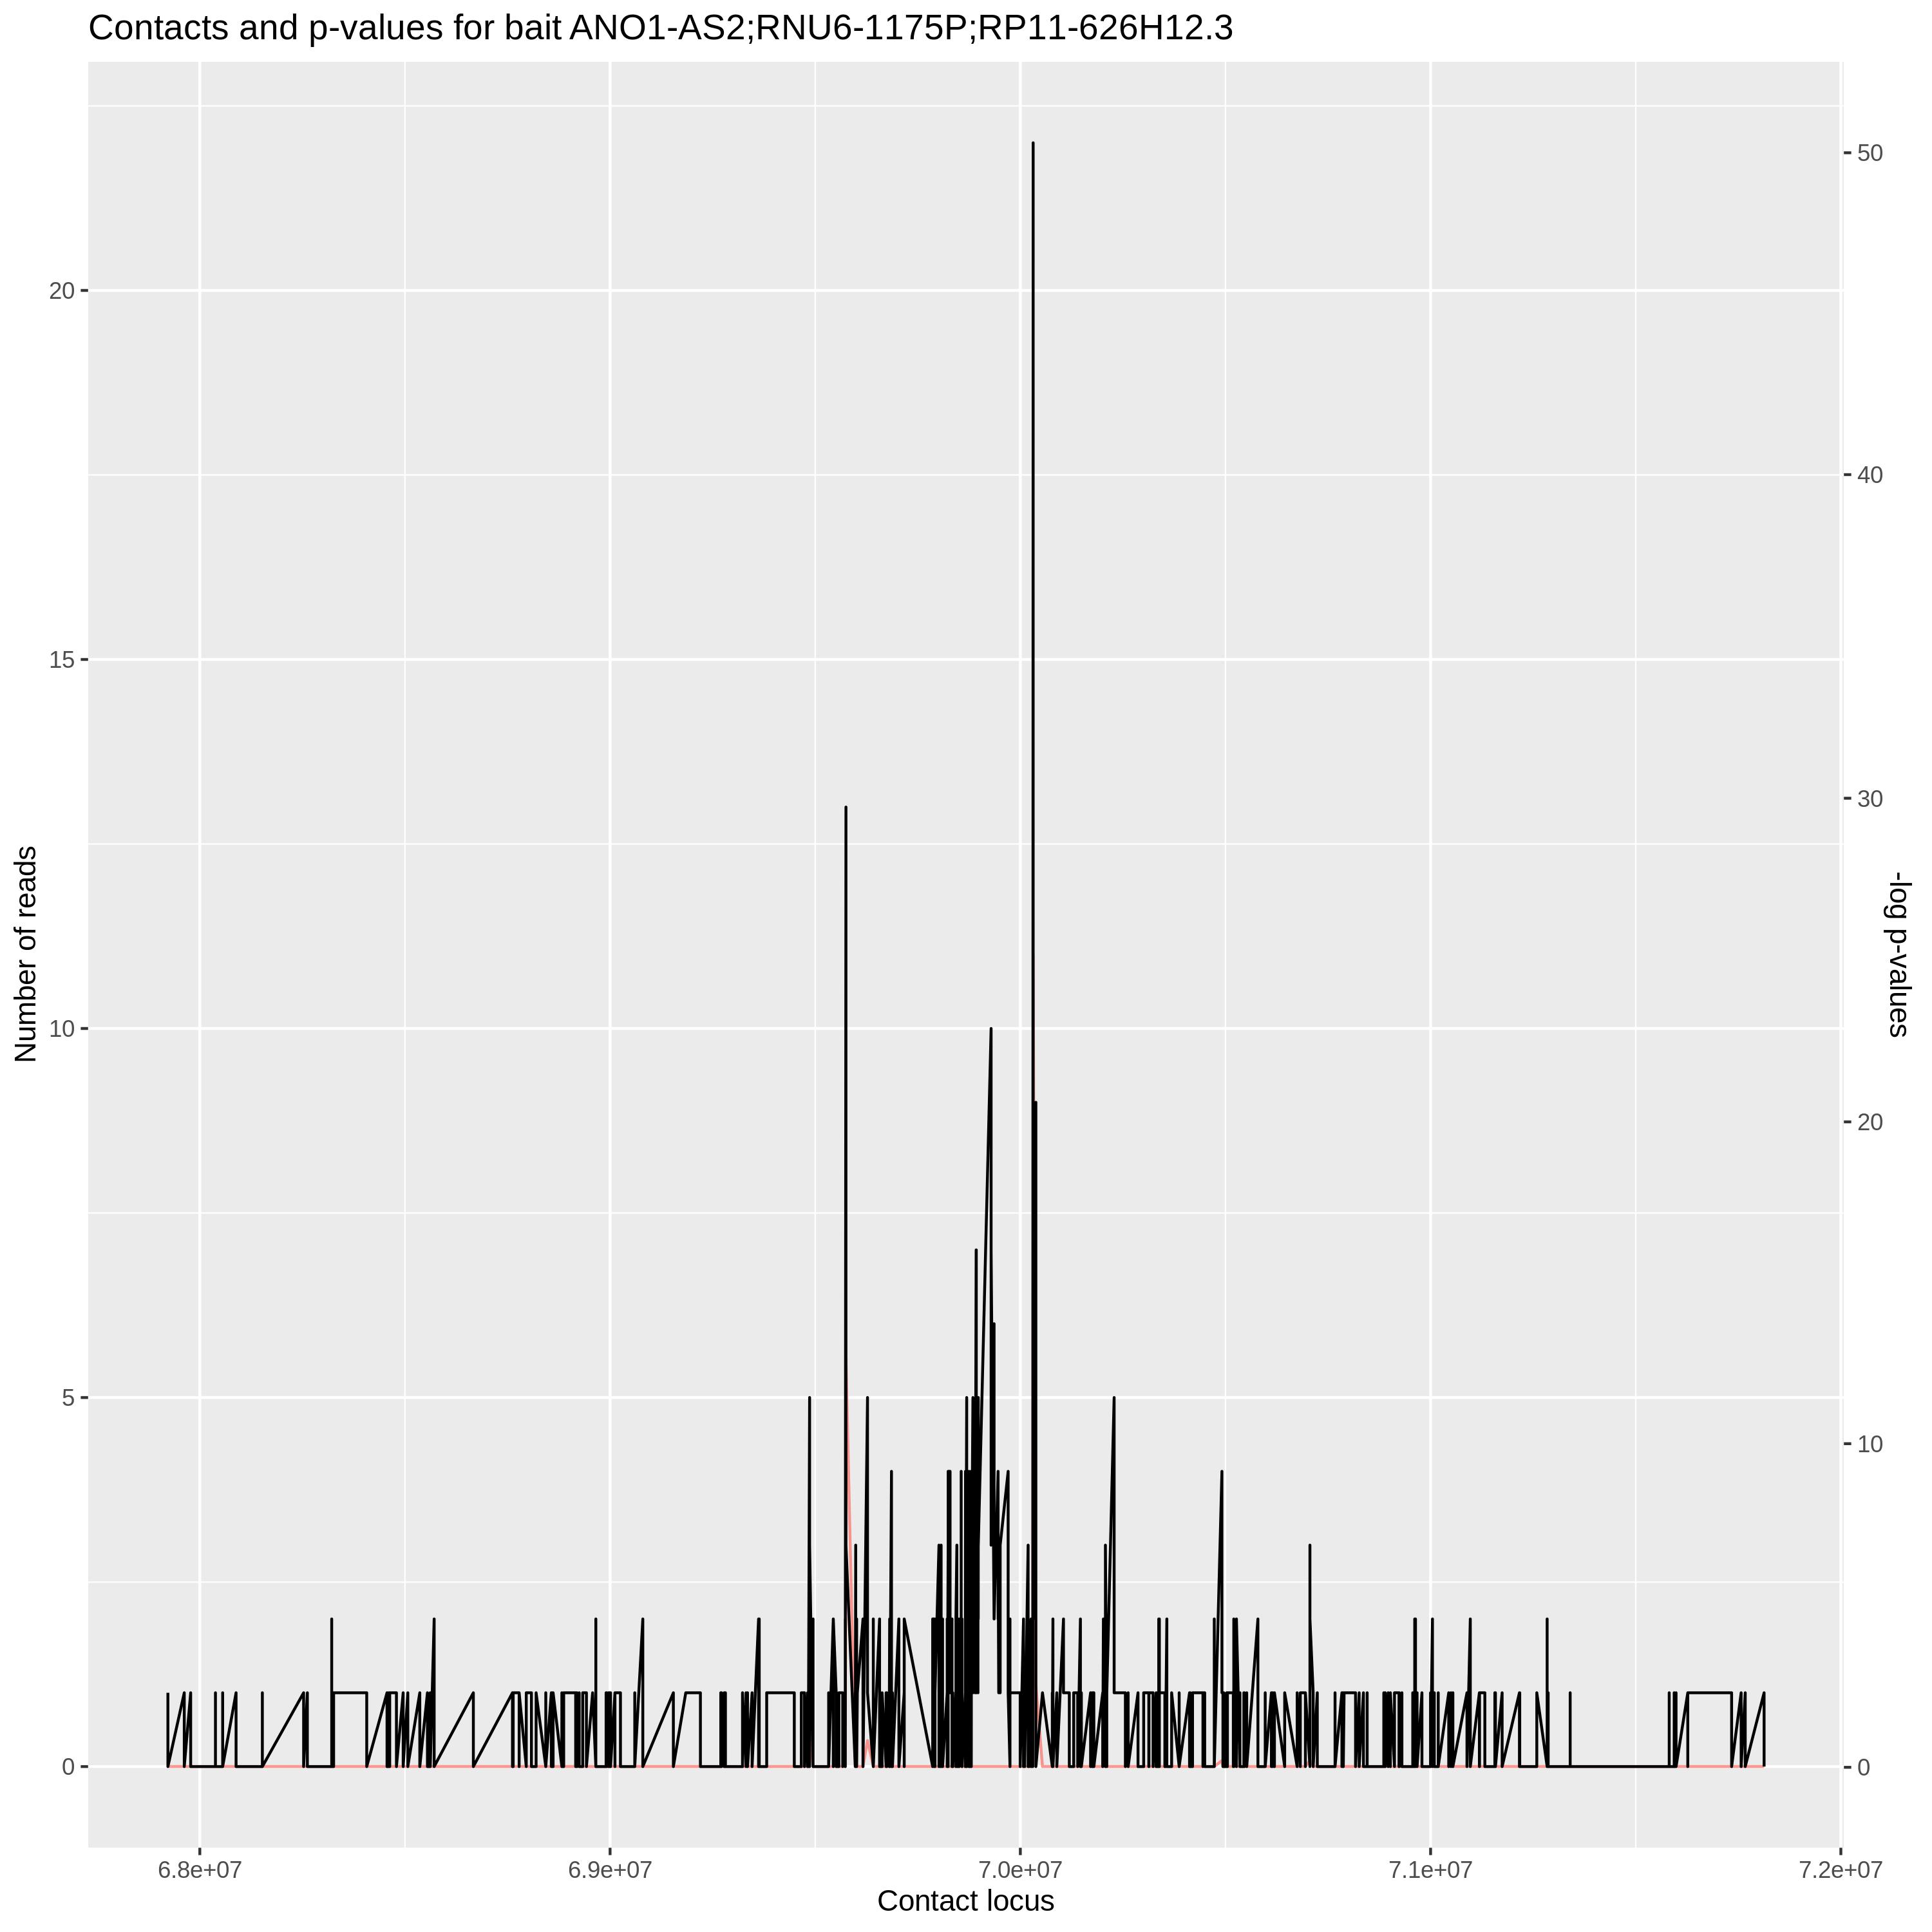 Contacts and p-values for bait ANO1-AS2;RNU6-1175P;RP11-626H12.3
20
15
10
5
0
Number of reads
50
40
30
20
10
0
-log p-values
6.8e+07 6.9e+07 7.0e+07 7.1e+07 7.2e+07
Contact locus